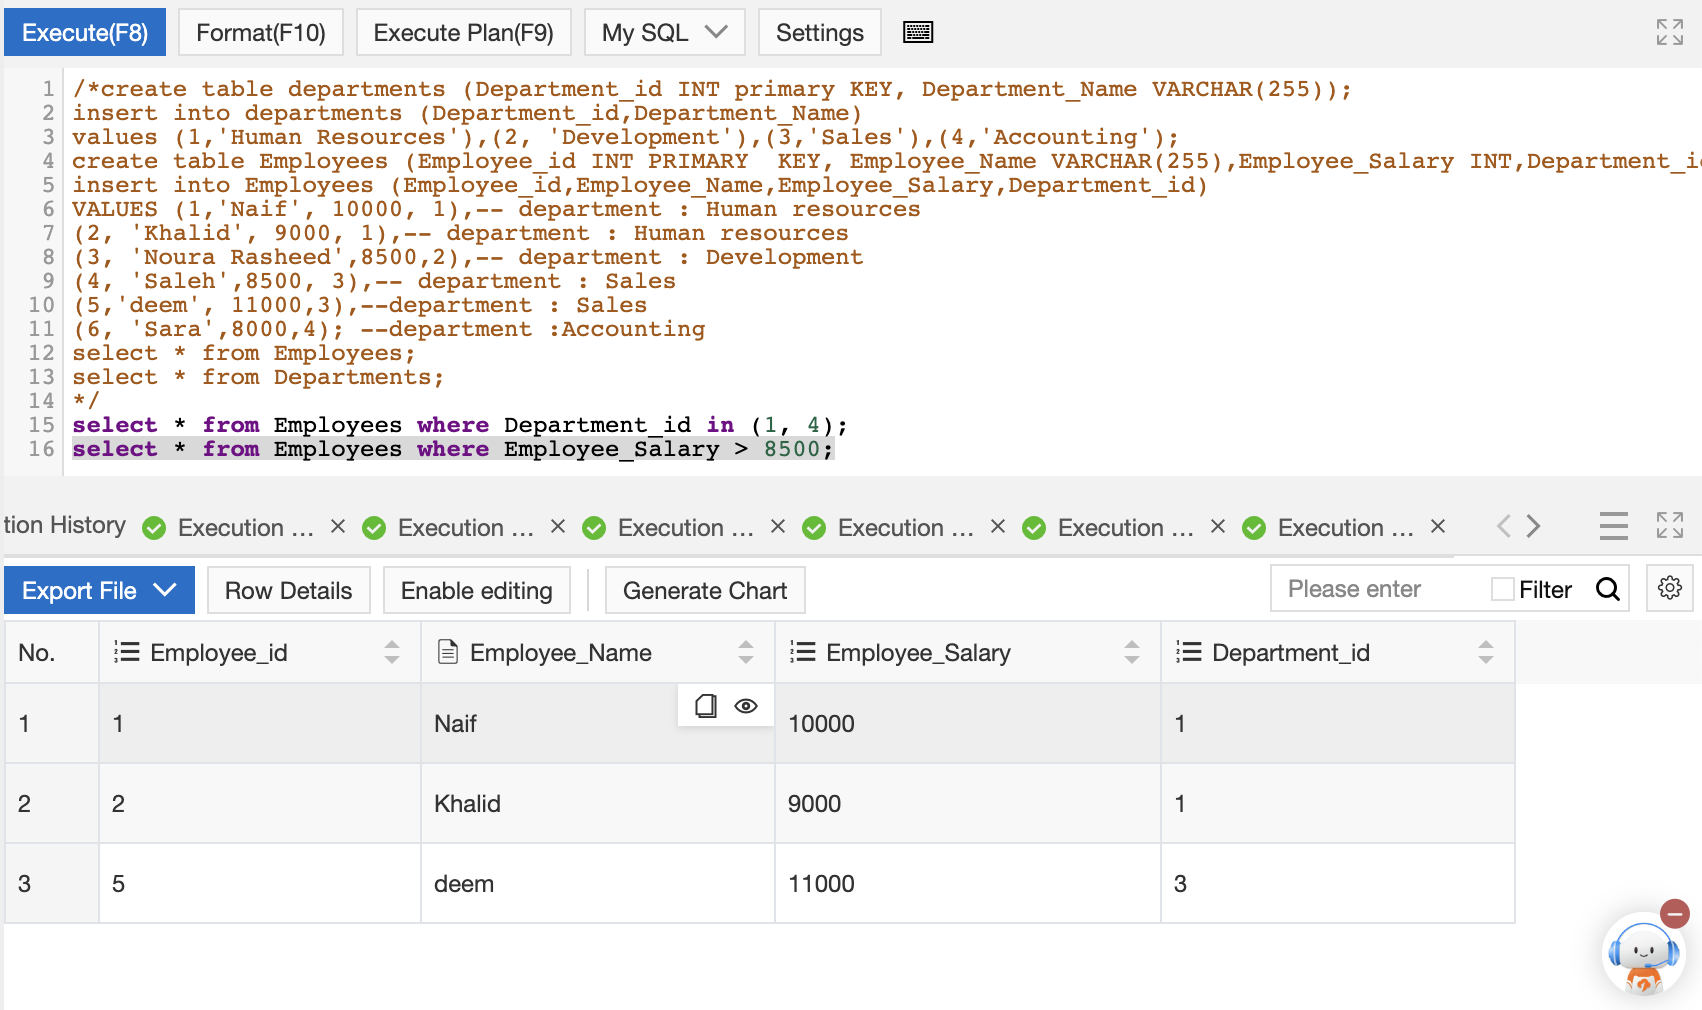 Execute(F8) Format(F10) Execute Plan(F9) My SQL Settings
1 /*create table departments (Department_id INT primary KEY, Department_Name VARCHAR(255));
2 insert into departments (Department_id,Department_Name)
3 values (1,'Human Resources'),(2, 'Development'),(3,'Sales'),(4,'Accounting');
4 create table Employees (Employee_id INT PRIMARY  KEY, Employee_Name VARCHAR(255),Employee_Salary INT,Department_i
5 insert into Employees (Employee_id,Employee_Name,Employee_Salary,Department_id)
6 VALUES (1,'Naif', 10000, 1),-- department : Human resources
7 (2, 'Khalid', 9000, 1),-- department : Human resources
8 (3, 'Noura Rasheed',8500,2),-- department : Development
9 (4, 'Saleh',8500, 3),-- department : Sales
10 (5,'deem', 11000,3),--department : Sales
11 (6, 'Sara',8000,4); --department :Accounting
12 select * from Employees;
13 select * from Departments;
14 */
15 select * from Employees where Department_id in (1, 4);
16 select * from Employees where Employee_Salary > 8500;
tion History Execution ... × Execution ... × Execution ... × Execution ... × Execution ... × Execution ... ×
Export File Row Details Enable editing Generate Chart Please enter Filter
No. Employee_id Employee_Name Employee_Salary Department_id
1 1 Naif 10000 1
2 2 Khalid 9000 1
3 5 deem 11000 3